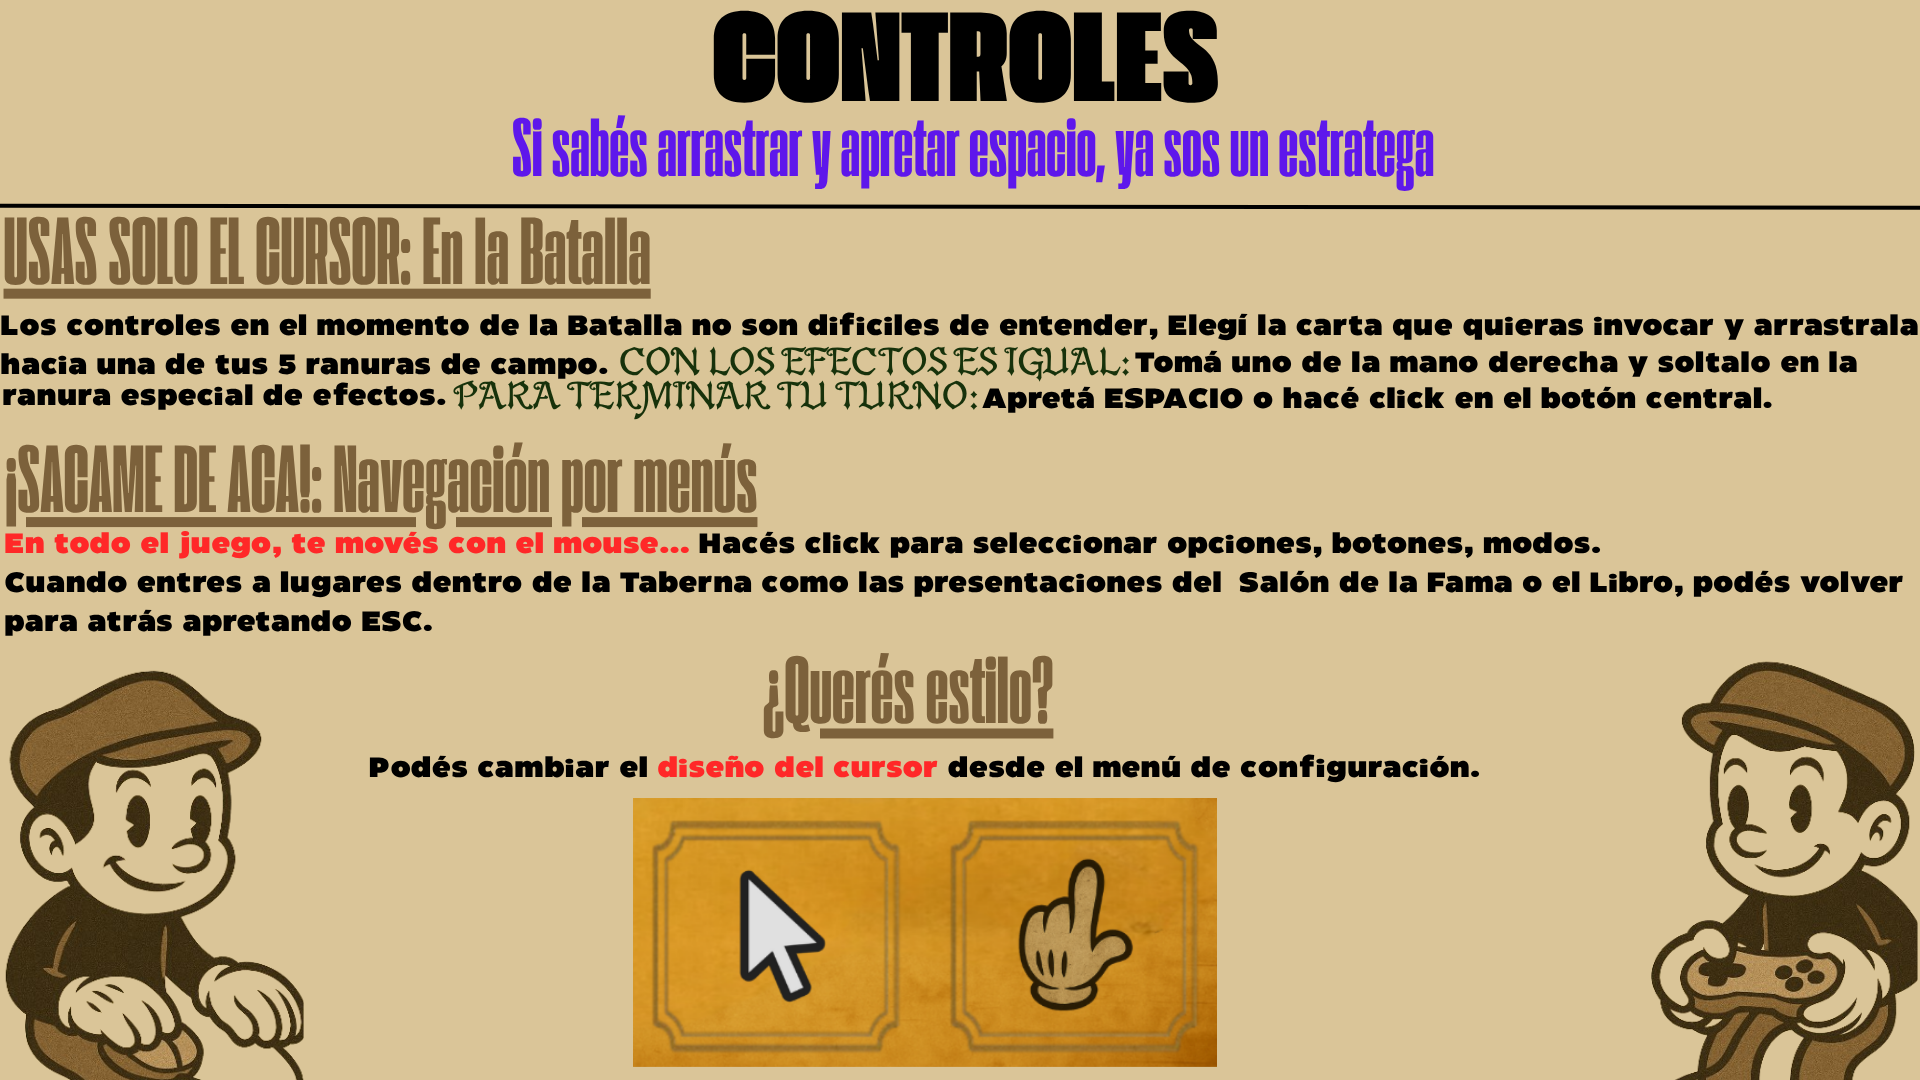 CONTROLES
Si sabés arrastrar y apretar espacio, ya sos un estratega
USAS SOLO EL CURSOR: En la Batalla
Los controles en el momento de la Batalla no son dificiles de entender, Elegí la carta que quieras invocar y arrastrala
hacia una de tus 5 ranuras de campo. CON LOS EFECTOS ES IGUAL: Tomá uno de la mano derecha y soltalo en la
ranura especial de efectos. PARA TERMINAR TU TURNO: Apretá ESPACIO o hacé click en el botón central.
¡SACAME DE ACA!: Navegación por menús
En todo el juego, te movés con el mouse... Hacés click para seleccionar opciones, botones, modos.
Cuando entres a lugares dentro de la Taberna como las presentaciones del Salón de la Fama o el Libro, podés volver
para atrás apretando ESC.
¿Querés estilo?
Podés cambiar el diseño del cursor desde el menú de configuración.